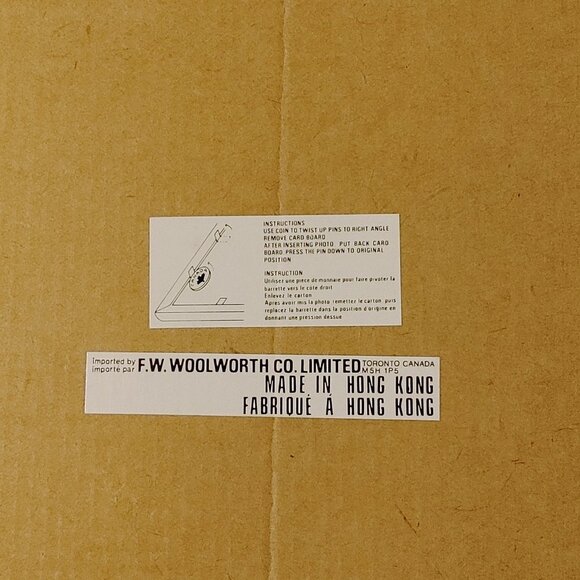 INSTRUCTIONS
USE COIN TO TWIST UP PINS TO RIGHT ANGLE
REMOVE CARD BOARD
AFTER INSERTING PHOTO PUT BACK CARD
BOARD PRESS THE PIN DOWN TO ORIGINAL
POSITION
INSTRUCTION
Utilisez une pièce de monnaie pour faire pivoter la
barrette vers le côté droit
Enlevez le carton
Après avoir mis la photo, remettez le carton, puis
replacez la barrette dans la position d'origine en
donnant une pression dessue
Imported by F.W. WOOLWORTH CO. LIMITED TORONTO CANADA
importé par M5H 1P5
MADE IN HONG KONG
FABRIQUÉ Á HONG KONG